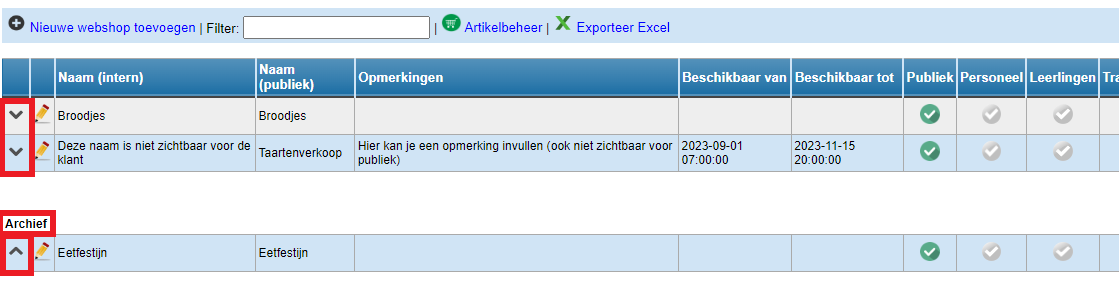 Nieuwe webshop toevoegen | Filter: | Artikelbeheer | Exporteer Excel
Naam (intern) Naam (publiek) Opmerkingen Beschikbaar van Beschikbaar tot Publiek Personeel Leerlingen Tra
Broodjes Broodjes
Deze naam is niet zichtbaar voor de klant Taartenverkoop Hier kan je een opmerking invullen (ook niet zichtbaar voor publiek) 2023-09-01 07:00:00 2023-11-15 20:00:00
Archief
Eetfestijn Eetfestijn